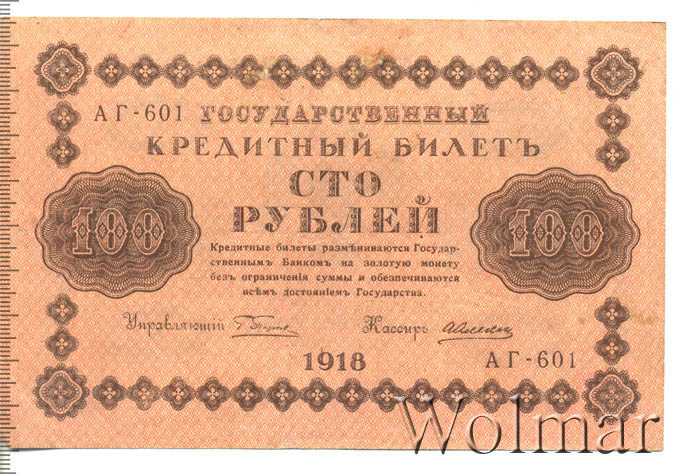 АГ-601 ГОСУДАРСТВЕННЫЙ
КРЕДИТНЫЙ БИЛЕТЪ
СТО
РУБЛЕЙ
100
100
Кредитные билеты размѣниваются Государ-
ственнымъ Банкомъ на золотую монету
безъ ограниченія суммы и обезпечиваются
всѣмъ достояніемъ Государства.
Управляющій
Кассиръ
1918
АГ-601
Wolmar